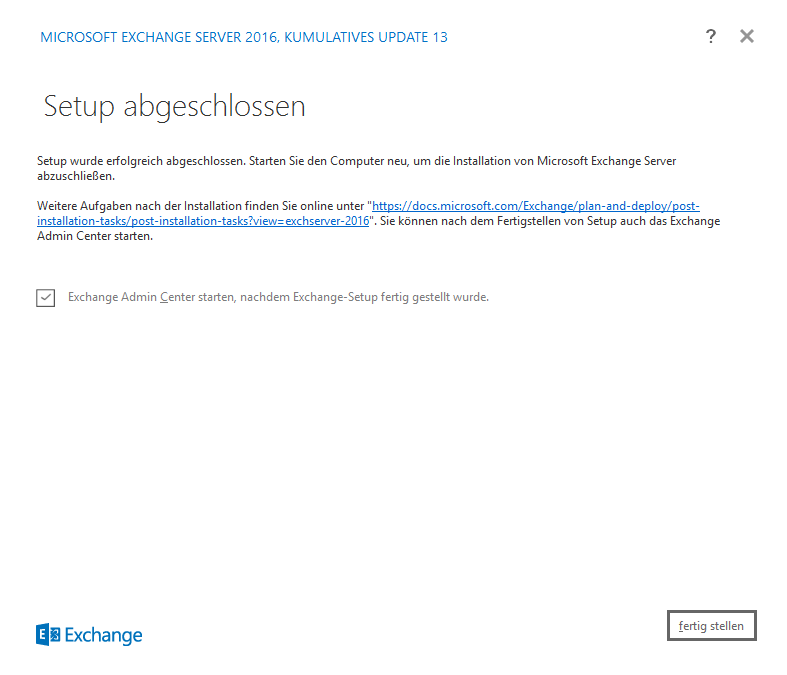 MICROSOFT EXCHANGE SERVER 2016, KUMULATIVES UPDATE 13
?
Setup abgeschlossen
Setup wurde erfolgreich abgeschlossen. Starten Sie den Computer neu, um die Installation von Microsoft Exchange Server
abzuschließen.
Weitere Aufgaben nach der Installation finden Sie online unter "https://docs.microsoft.com/Exchange/plan-and-deploy/post-
installation-tasks/post-installation-tasks?view=exchserver-2016". Sie können nach dem Fertigstellen von Setup auch das Exchange
Admin Center starten.
Exchange Admin Center starten, nachdem Exchange-Setup fertig gestellt wurde.
Exchange
fertig stellen